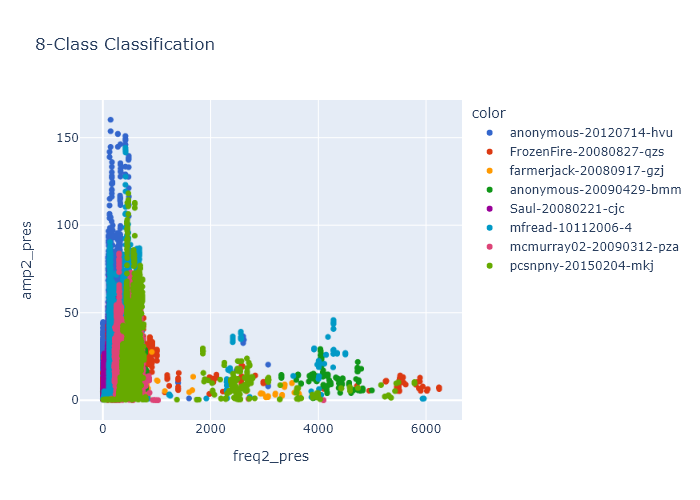 8-Class Classification
color
anonymous-20120714-hvu
FrozenFire-20080827-qzs
farmerjack-20080917-gzj
anonymous-20090429-bmm
Saul-20080221-cjc
mfread-10112006-4
mcmurray02-20090312-pza
pcsnpny-20150204-mkj
amp2_pres
150
100
50
0
0 2000 4000 6000
freq2_pres